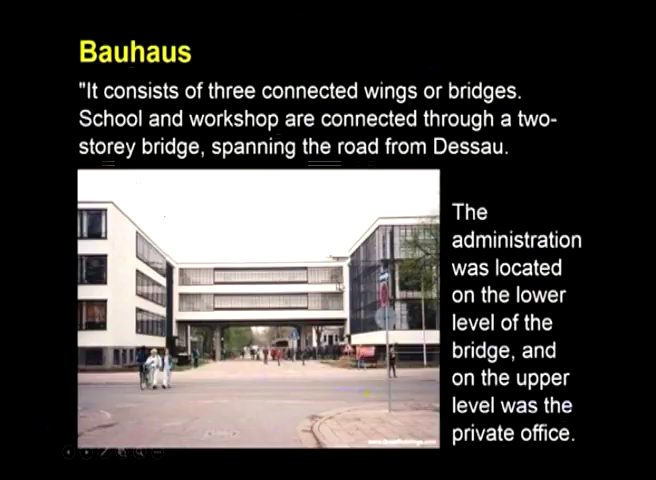 Bauhaus
"It consists of three connected wings or bridges.
School and workshop are connected through a two-
storey bridge, spanning the road from Dessau.
The
administration
was located
on the lower
level of the
bridge, and
on the upper
level was the
private office.